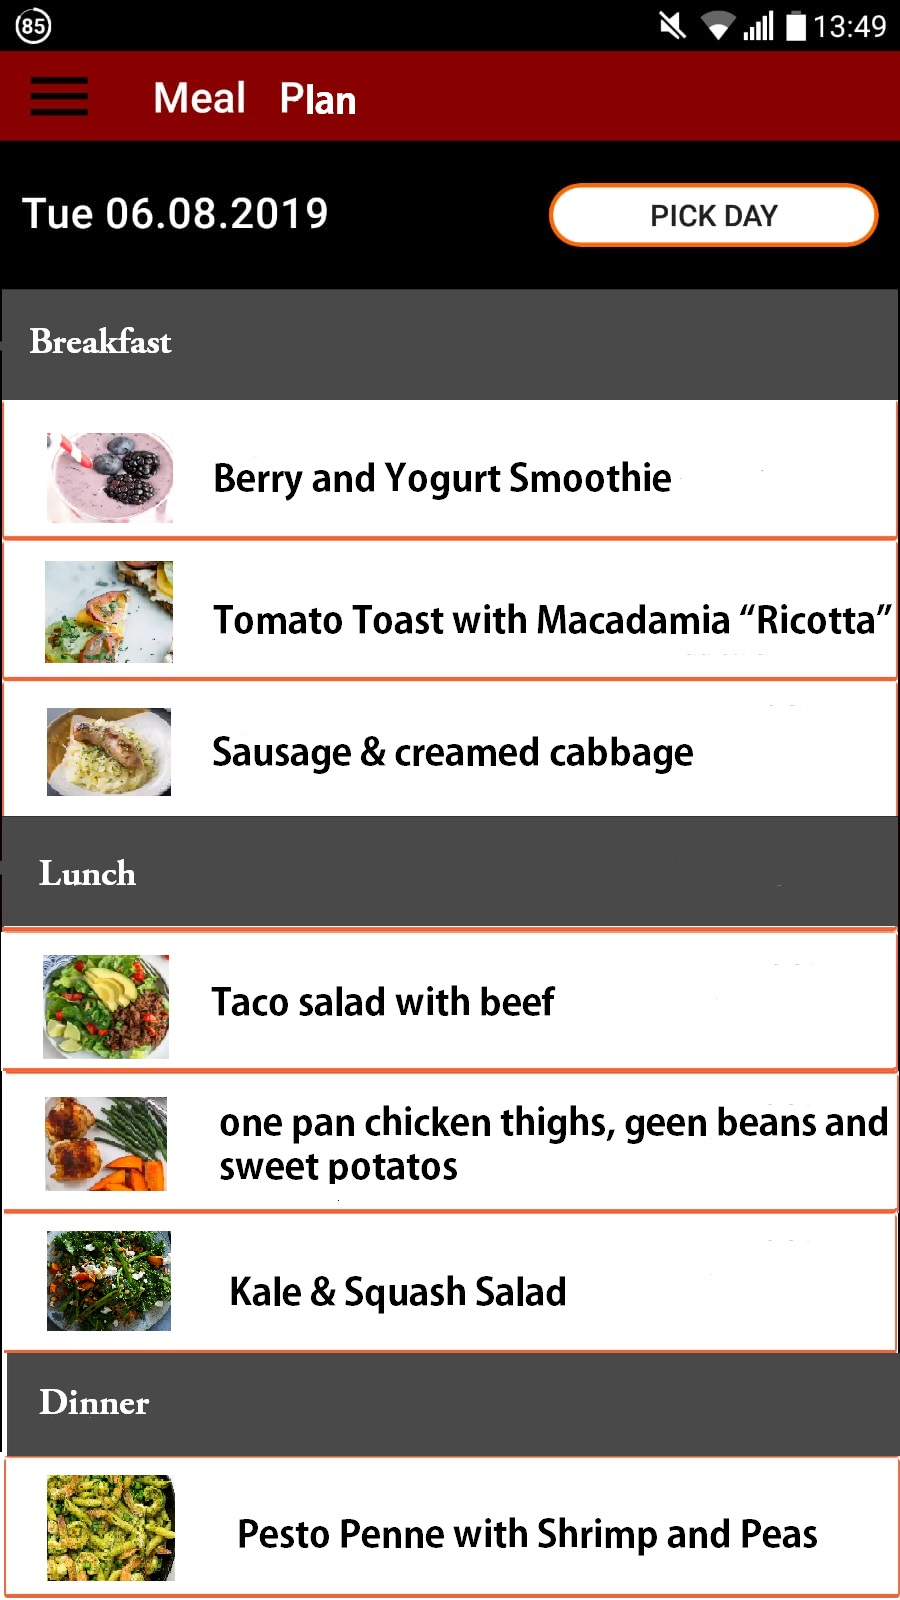 85 13:49
Meal Plan
Tue 06.08.2019 PICK DAY
Breakfast
Berry and Yogurt Smoothie
Tomato Toast with Macadamia “Ricotta”
Sausage & creamed cabbage
Lunch
Taco salad with beef
one pan chicken thighs, geen beans and
sweet potatos
Kale & Squash Salad
Dinner
Pesto Penne with Shrimp and Peas